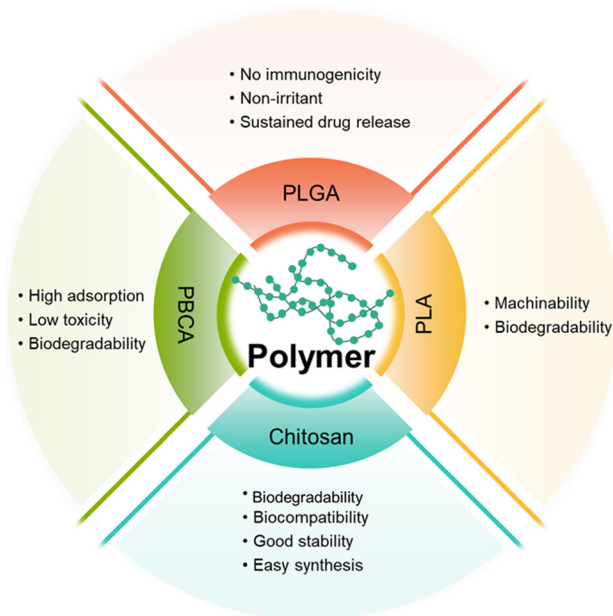 • No immunogenicity
• Non-irritant
• Sustained drug release
PLGA
PBCA
• High adsorption
• Low toxicity
• Biodegradability
Polymer
PLA
• Machinability
• Biodegradability
Chitosan
• Biodegradability
• Biocompatibility
• Good stability
• Easy synthesis